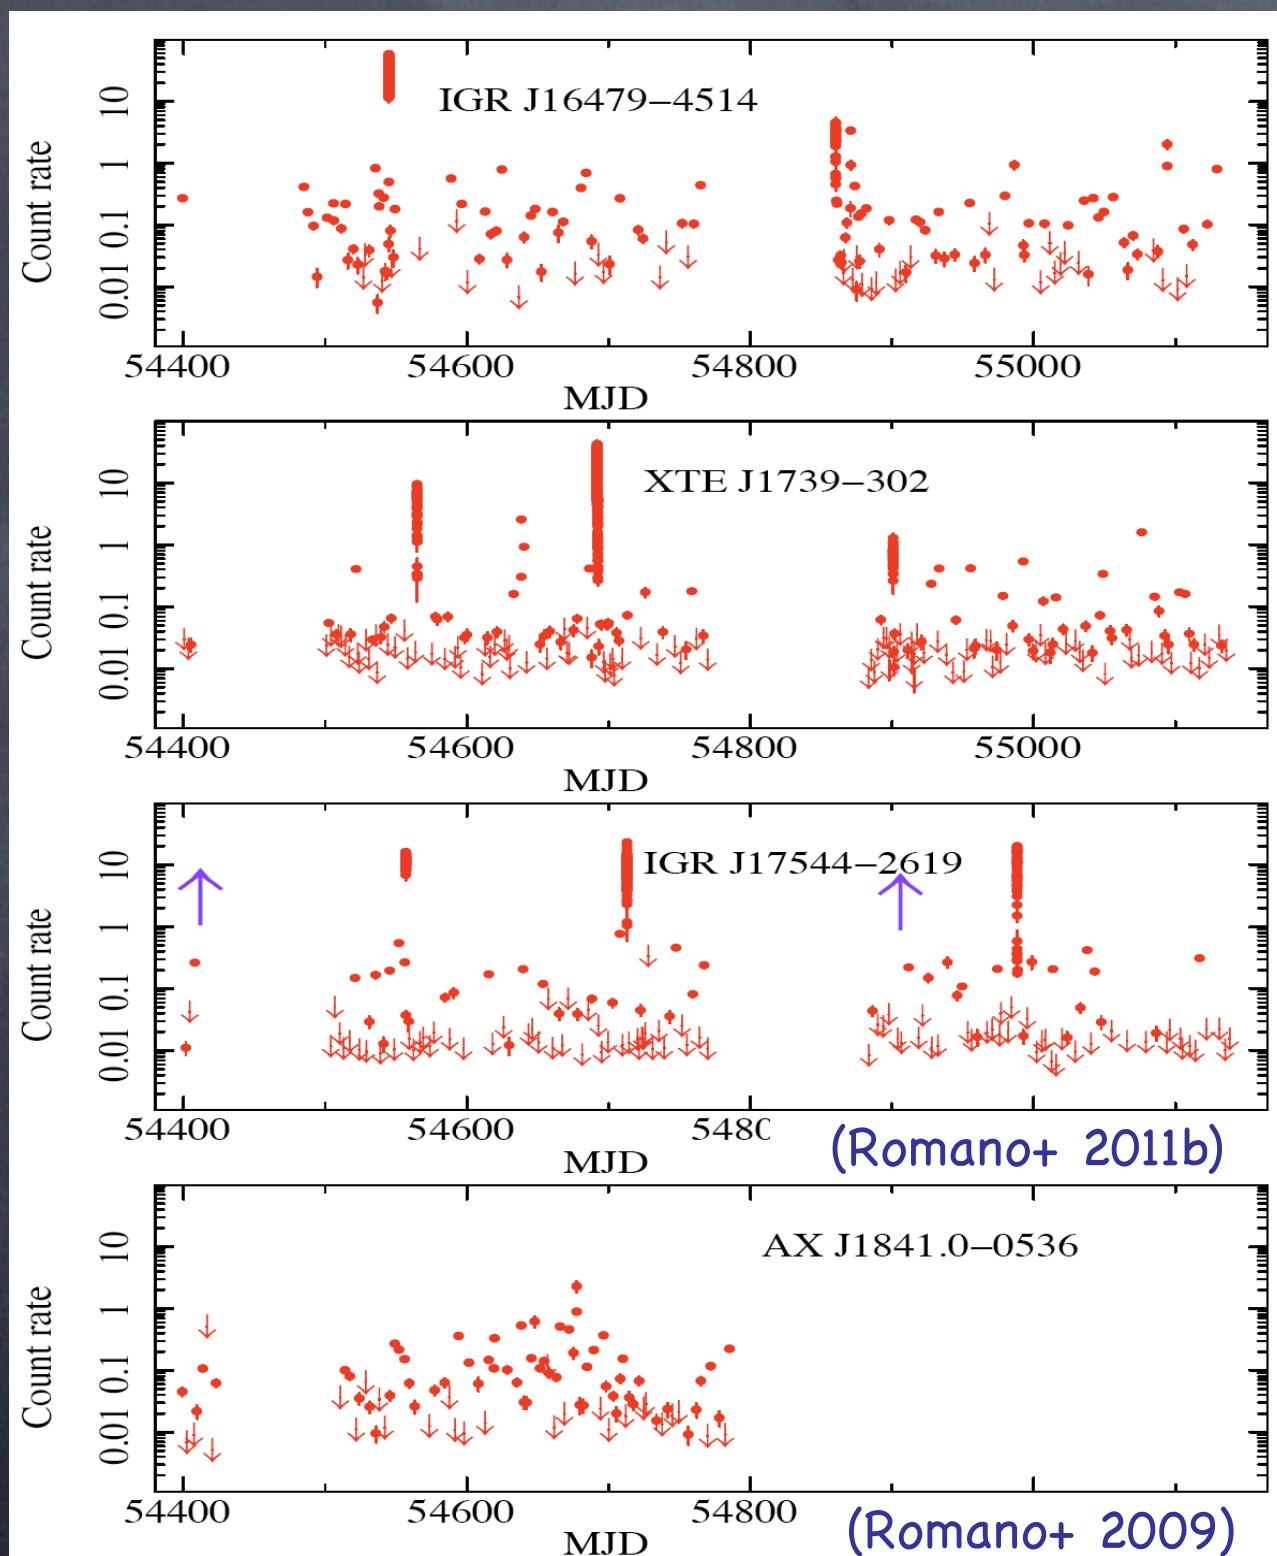 IGR J16479−4514
Count rate
10
1
0.1
0.01
54400 54600 54800 55000
MJD
XTE J1739−302
Count rate
10
1
0.1
0.01
54400 54600 54800 55000
MJD
IGR J17544−2619
Count rate
10
1
0.1
0.01
54400 54600 5480
MJD
(Romano+ 2011b)
AX J1841.0−0536
Count rate
10
1
0.1
0.01
54400 54600 54800
MJD
(Romano+ 2009)